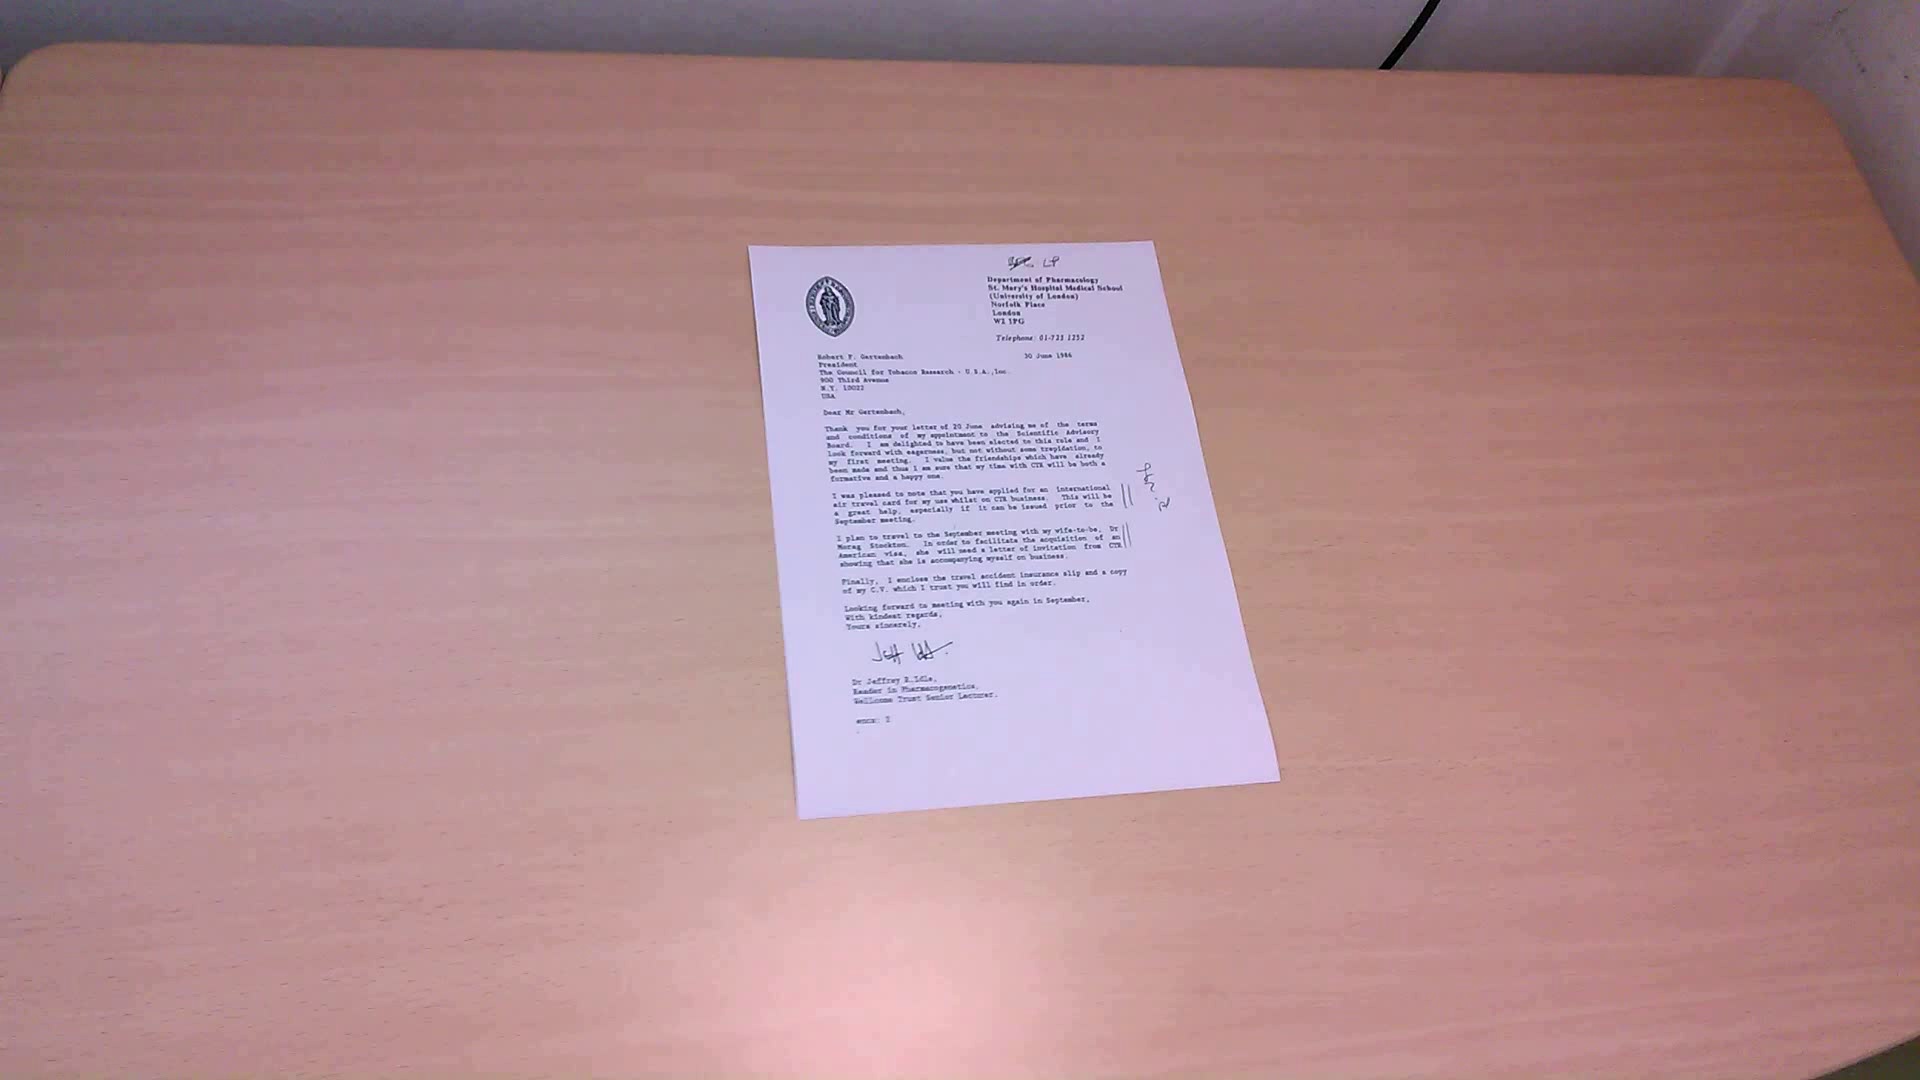 LP
Department of Pharmacology
St. Mary's Hospital Medical School
(University of London)
Norfolk Place
London
W2 1PG
Telephone: 01-723 1252
Robert F. Gertenbach
30 June 1986
President
The Council for Tobacco Research - U.S.A.,Inc.
900 Third Avenue
N.Y. 10022
USA
Dear Mr Gertenbach,
Thank you for your letter of 20 June advising me of the terms
and conditions of my appointment to the Scientific Advisory
Board. I am delighted to have been elected to this role and I
look forward with eagerness, but not without some trepidation, to
my first meeting. I value the friendships which have already
been made and thus I am sure that my time with CTR will be both a
formative and a happy one.
I was pleased to note that you have applied for an international
air travel card for my use whilst on CTR business. This will be
a great help, especially if it can be issued prior to the
September meeting.
I plan to travel to the September meeting with my wife-to-be, Dr
Morag Stockton. In order to facilitate the acquisition of an
American visa, she will need a letter of invitation from CTR
showing that she is accompanying myself on business.
Finally, I enclose the travel accident insurance slip and a copy
of my C.V. which I trust you will find in order.
Looking forward to meeting with you again in September,
With kindest regards,
Yours sincerely,
Jeff
Dr Jeffrey R.Idle,
Reader in Pharmacogenetics,
Wellcome Trust Senior Lecturer.
encs: 2